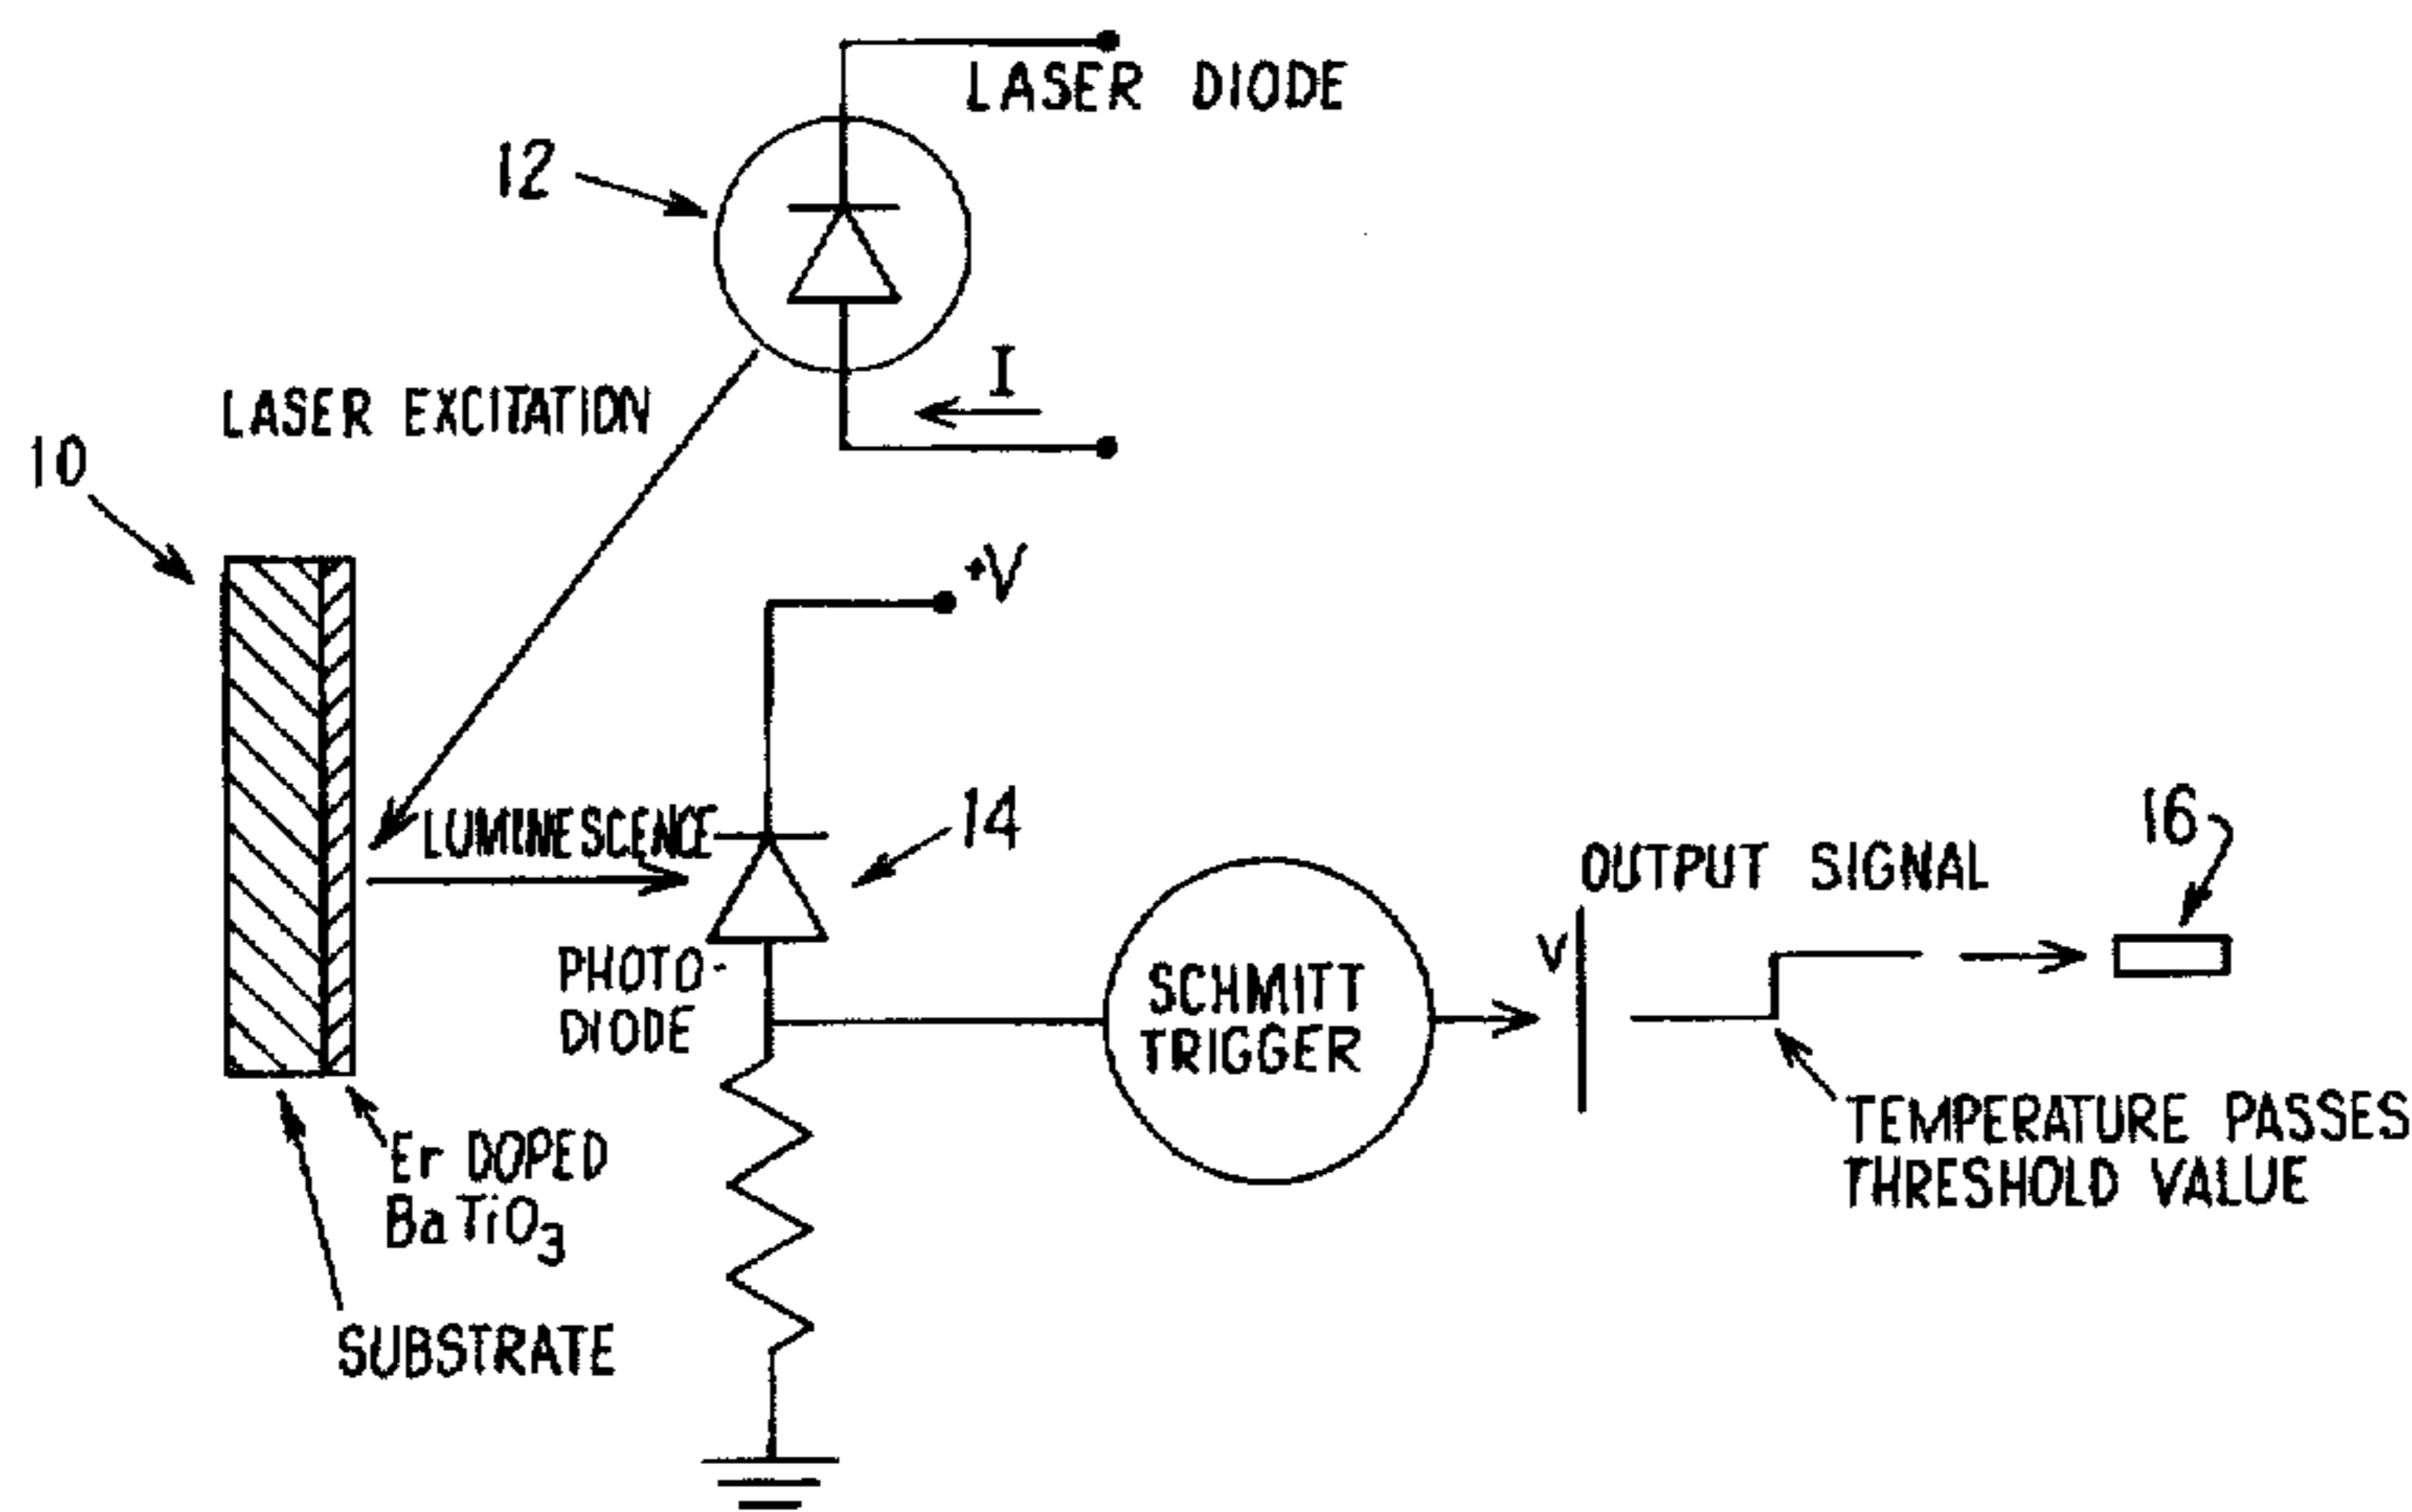 LASER DIODE
12
I
LASER EXCITATION
10
+V
LUMINESCENCE
14
16
OUTPUT SIGNAL
V
PHOTO-
DIODE
SCHMITT
TRIGGER
TEMPERATURE PASSES
THRESHOLD VALUE
Er DOPED
BaTiO3
SUBSTRATE